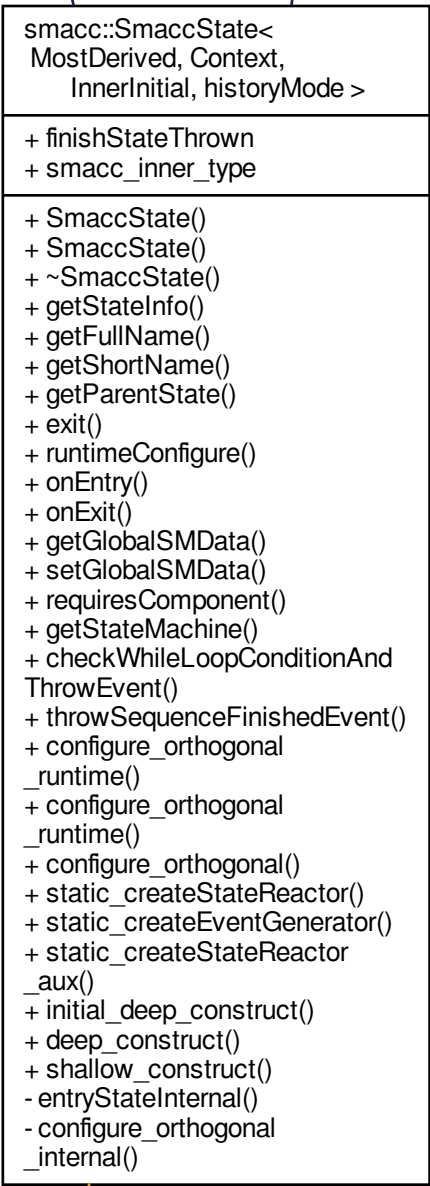 smacc::SmaccState<
MostDerived, Context,
InnerInitial, historyMode >
+ finishStateThrown
+ smacc_inner_type
+ SmaccState()
+ SmaccState()
+ ~SmaccState()
+ getStateInfo()
+ getFullName()
+ getShortName()
+ getParentState()
+ exit()
+ runtimeConfigure()
+ onEntry()
+ onExit()
+ getGlobalSMData()
+ setGlobalSMData()
+ requiresComponent()
+ getStateMachine()
+ checkWhileLoopConditionAnd
ThrowEvent()
+ throwSequenceFinishedEvent()
+ configure_orthogonal
_runtime()
+ configure_orthogonal
_runtime()
+ configure_orthogonal()
+ static_createStateReactor()
+ static_createEventGenerator()
+ static_createStateReactor
_aux()
+ initial_deep_construct()
+ deep_construct()
+ shallow_construct()
- entryStateInternal()
- configure_orthogonal
_internal()